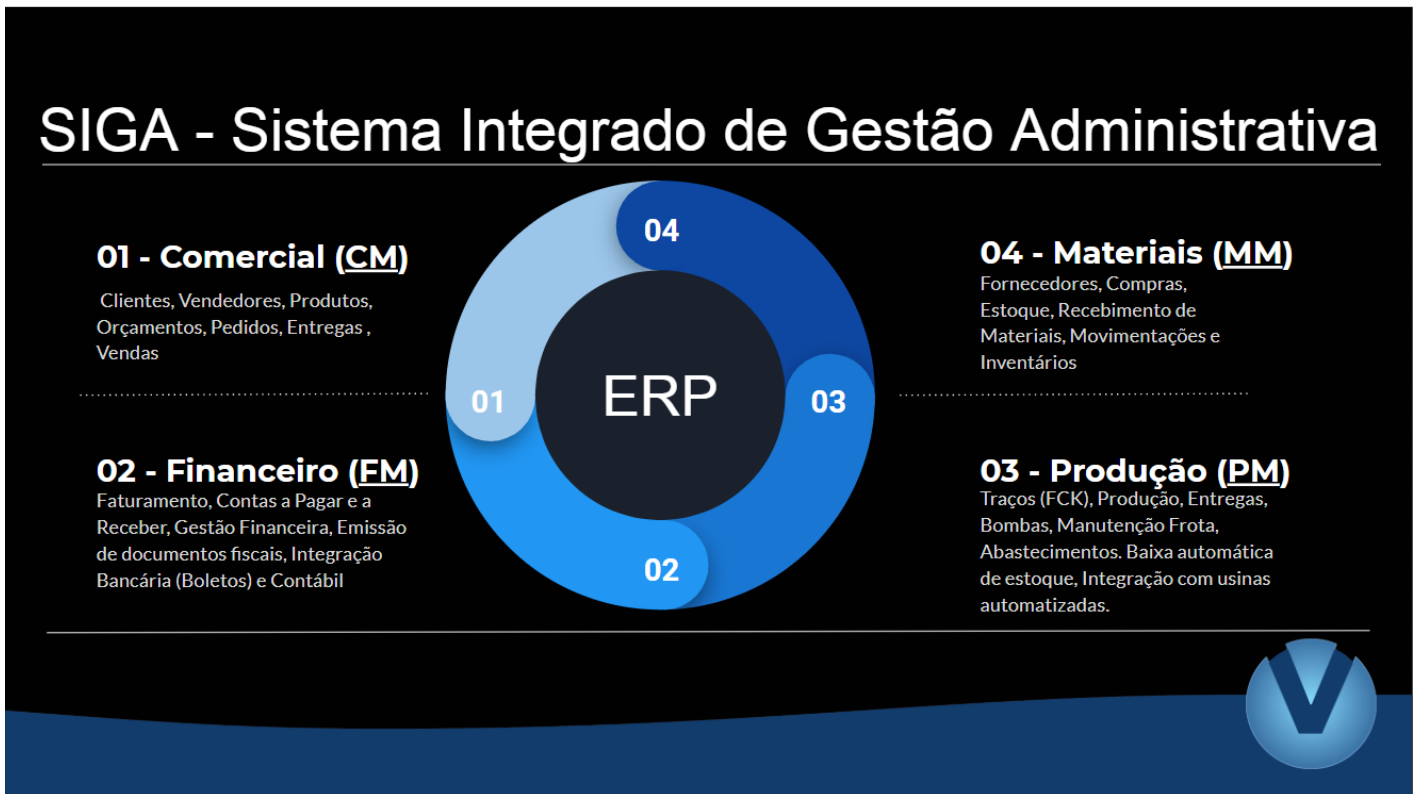 SIGA - Sistema Integrado de Gestão Administrativa
01 - Comercial (CM)
Clientes, Vendedores, Produtos,
Orçamentos, Pedidos, Entregas ,
Vendas
02 - Financeiro (FM)
Faturamento, Contas a Pagar e a
Receber, Gestão Financeira, Emissão
de documentos fiscais, Integração
Bancária (Boletos) e Contábil
04
01
ERP
03
02
04 - Materiais (MM)
Fornecedores, Compras,
Estoque, Recebimento de
Materiais, Movimentações e
Inventários
03 - Produção (PM)
Traços (FCK), Produção, Entregas,
Bombas, Manutenção Frota,
Abastecimentos. Baixa automática
de estoque, Integração com usinas
automatizadas.
V